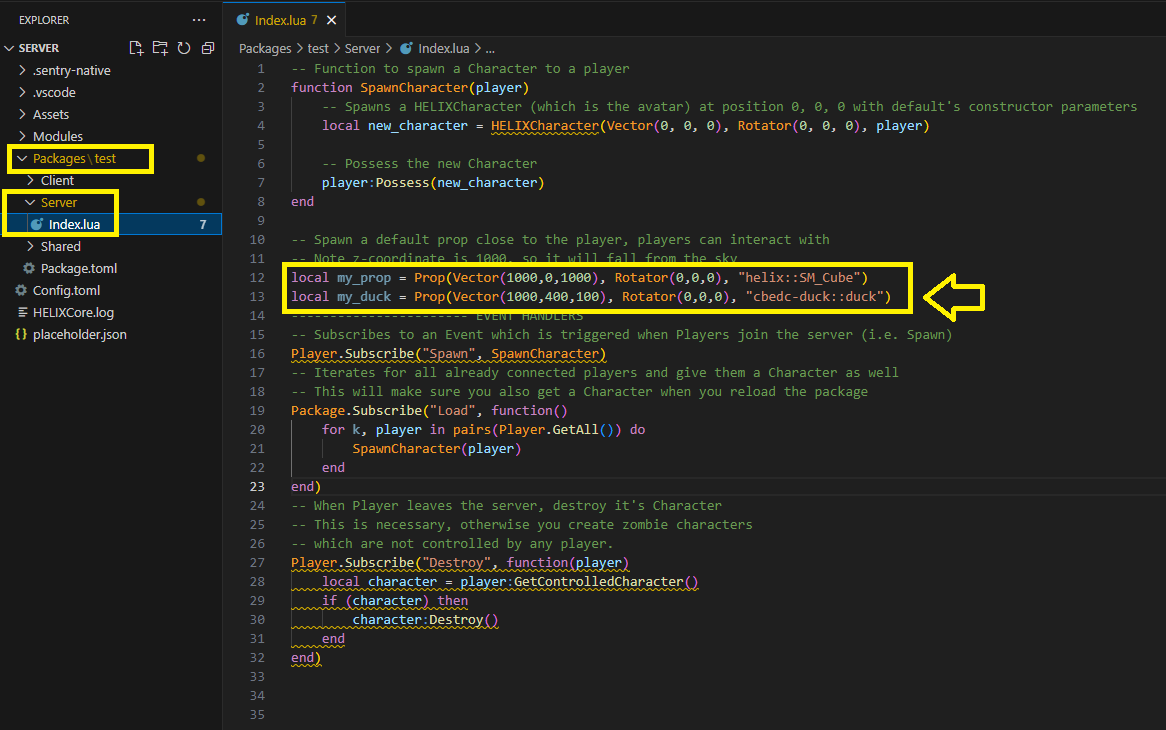 EXPLORER
...
Index.lua 7 ×
SERVER
Packages > test > Server > Index.lua > ...
> .sentry-native
> .vscode
> Assets
> Modules
Packages\test
> Client
Server
Index.lua 7
> Shared
Package.toml
Config.toml
HELIXCore.log
{} placeholder.json
1 -- Function to spawn a Character to a player
2 function SpawnCharacter(player)
3 -- Spawns a HELIXCharacter (which is the avatar) at position 0, 0, 0 with default's constructor parameters
4 local new_character = HELIXCharacter(Vector(0, 0, 0), Rotator(0, 0, 0), player)
5
6 -- Possess the new Character
7 player:Possess(new_character)
8 end
9
10 -- Spawn a default prop close to the player, players can interact with
11 -- Note z-coordinate is 1000, so it will fall from the sky
12 local my_prop = Prop(Vector(1000,0,1000), Rotator(0,0,0), "helix::SM_Cube")
13 local my_duck = Prop(Vector(1000,400,100), Rotator(0,0,0), "cbedc-duck::duck")
14 ----------------------- EVENT HANDLERS
15 -- Subscribes to an Event which is triggered when Players join the server (i.e. Spawn)
16 Player.Subscribe("Spawn", SpawnCharacter)
17 -- Iterates for all already connected players and give them a Character as well
18 -- This will make sure you also get a Character when you reload the package
19 Package.Subscribe("Load", function()
20 for k, player in pairs(Player.GetAll()) do
21 SpawnCharacter(player)
22 end
23 end)
24 -- When Player leaves the server, destroy it's Character
25 -- This is necessary, otherwise you create zombie characters
26 -- which are not controlled by any player.
27 Player.Subscribe("Destroy", function(player)
28 local character = player:GetControlledCharacter()
29 if (character) then
30 character:Destroy()
31 end
32 end)
33
34
35